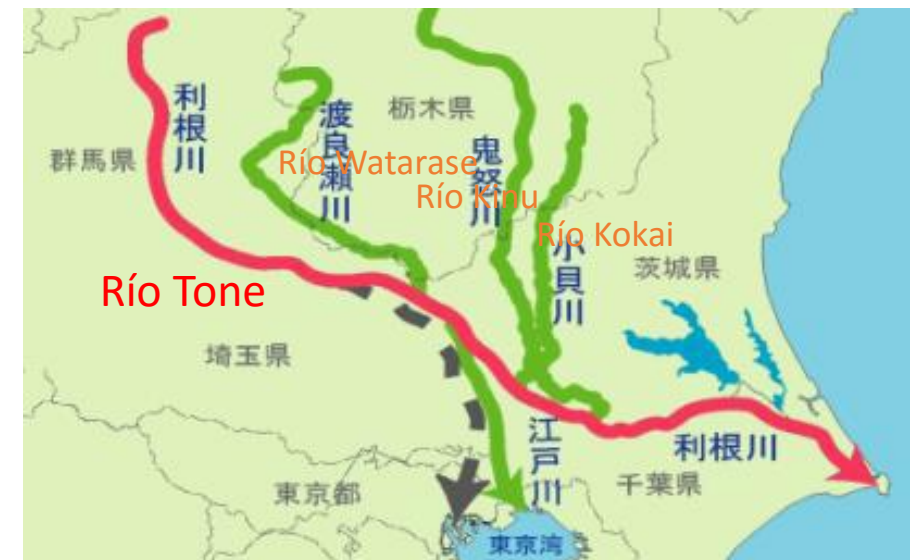 利根川
群馬県
渡良瀬川
栃木県
鬼怒川
Río Watarase
Río Kinu
Río Kokai
小貝川
茨城県
Río Tone
埼玉県
江戸川
利根川
千葉県
東京都
東京湾